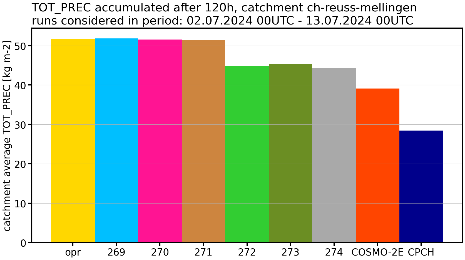 TOT_PREC accumulated after 120h, catchment ch-reuss-mellingen
runs considered in period: 02.07.2024 00UTC - 13.07.2024 00UTC
catchment average TOT_PREC [kg m-2]
50
40
30
20
10
0
opr 269 270 271 272 273 274 COSMO-2E CPCH